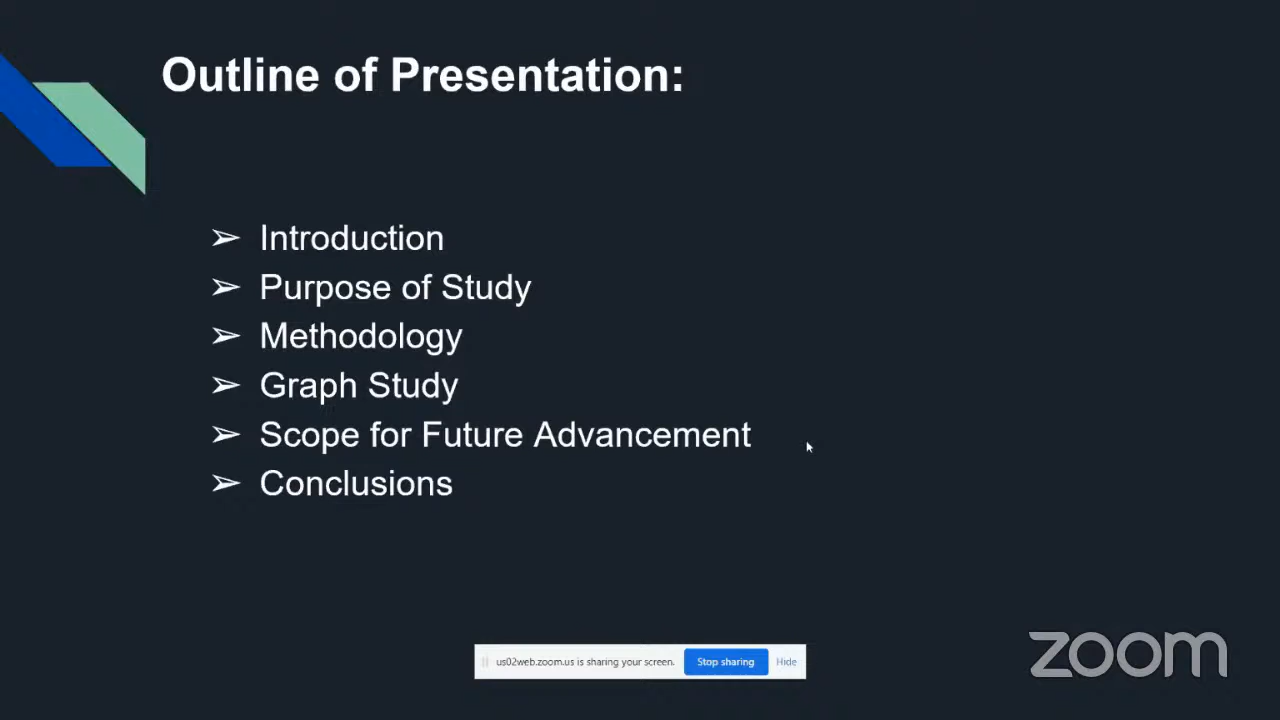 Outline of Presentation:
➢ Introduction
➢ Purpose of Study
➢ Methodology
➢ Graph Study
➢ Scope for Future Advancement
➢ Conclusions
us02web.zoom.us is sharing your screen. Stop sharing Hide
zoom